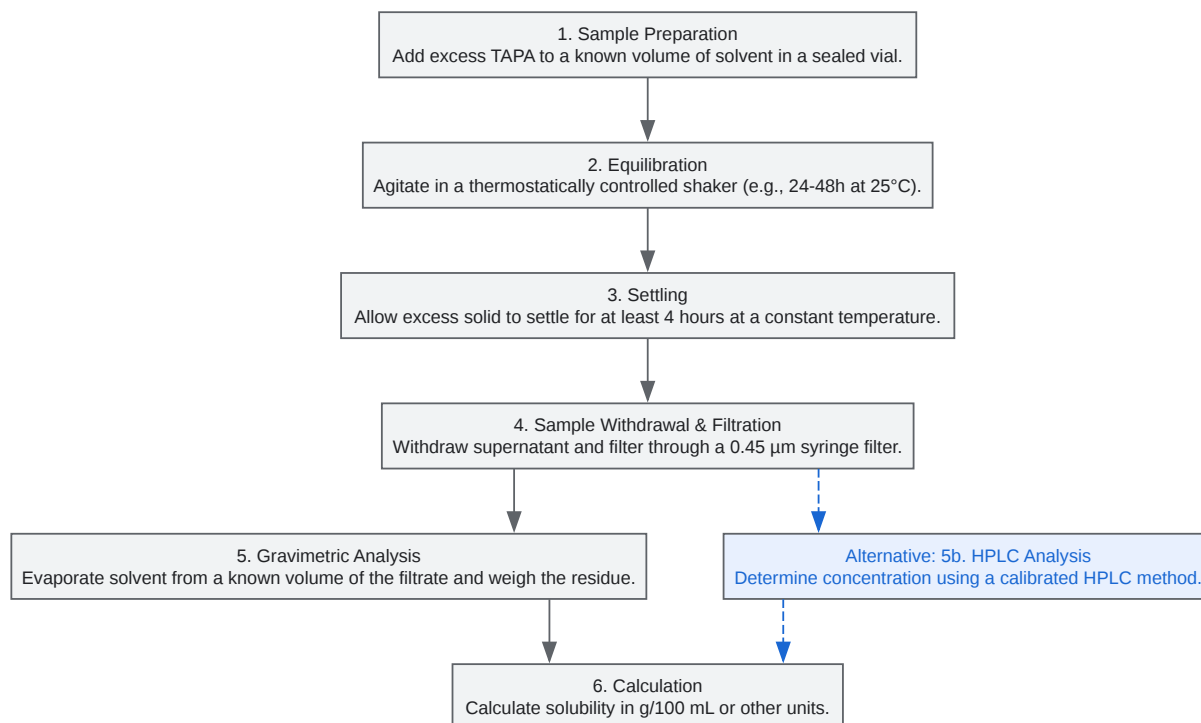 1. Sample Preparation
Add excess TAPA to a known volume of solvent in a sealed vial.
2. Equilibration
Agitate in a thermostatically controlled shaker (e.g., 24-48h at 25°C).
3. Settling
Allow excess solid to settle for at least 4 hours at a constant temperature.
4. Sample Withdrawal & Filtration
Withdraw supernatant and filter through a 0.45 µm syringe filter.
5. Gravimetric Analysis
Evaporate solvent from a known volume of the filtrate and weigh the residue.
Alternative: 5b. HPLC Analysis
Determine concentration using a calibrated HPLC method.
6. Calculation
Calculate solubility in g/100 mL or other units.